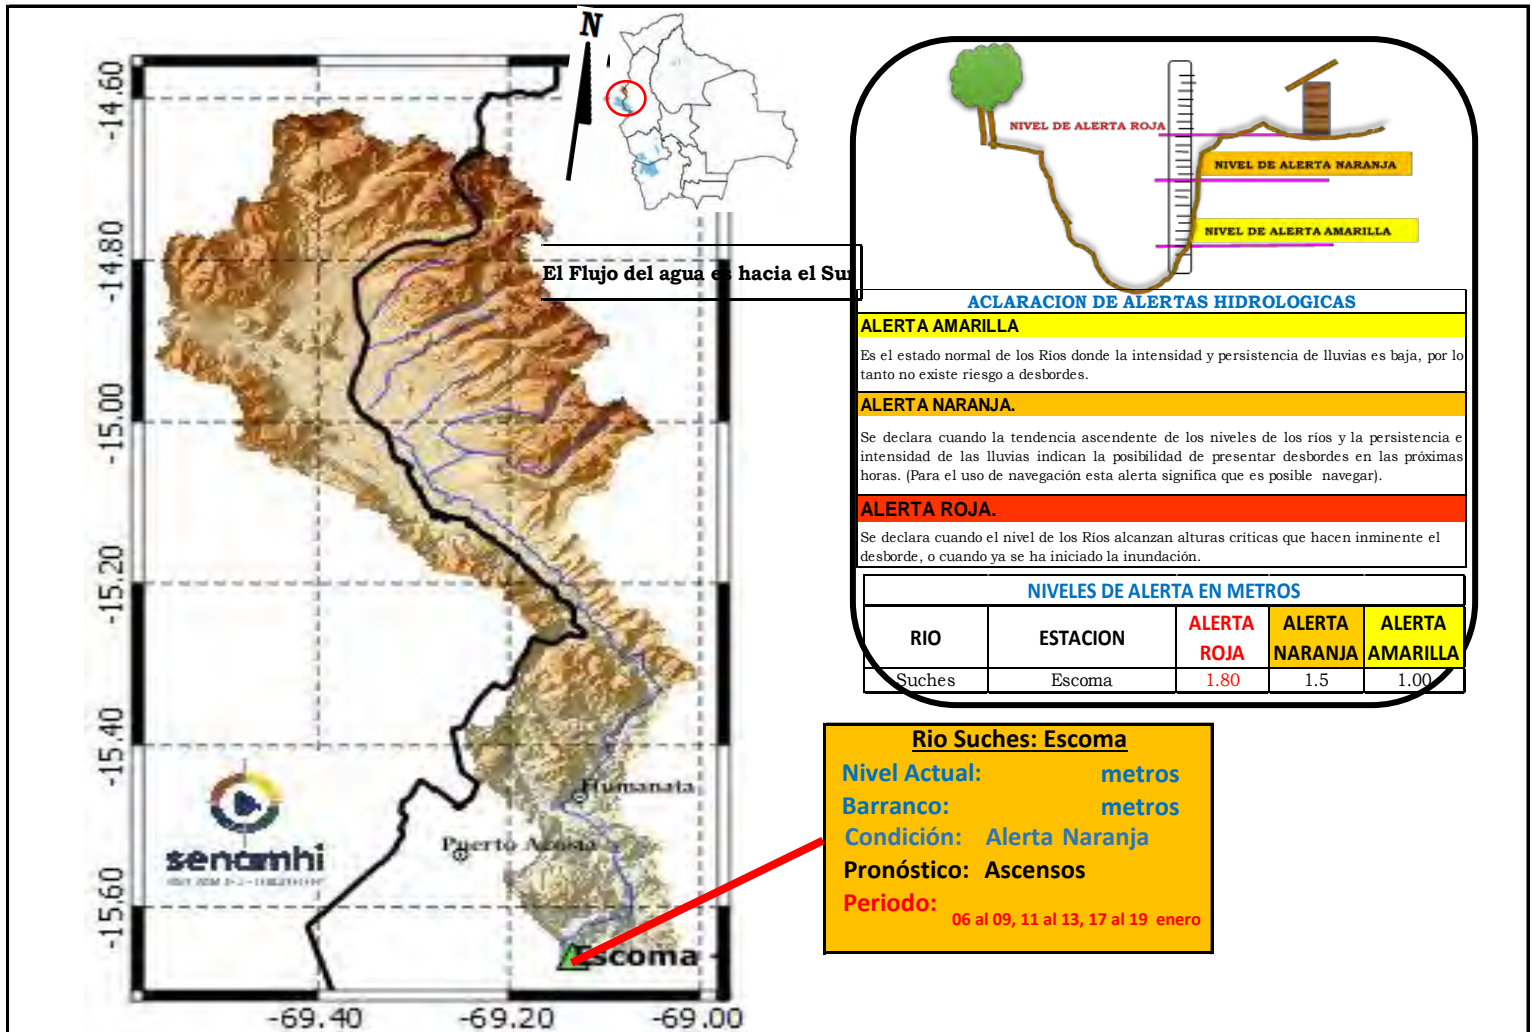 N
-14.60
-14.80
-15.00
-15.20
-15.40
-15.60
-69.40
-69.20
-69.00
El Flujo del agua es hacia el Sur
Humanata
Puerto Acosta
Escoma
senamhi
NIVEL DE ALERTA ROJA
NIVEL DE ALERTA NARANJA
NIVEL DE ALERTA AMARILLA
ACLARACION DE ALERTAS HIDROLOGICAS
ALERTA AMARILLA
Es el estado normal de los Ríos donde la intensidad y persistencia de lluvias es baja, por lo
tanto no existe riesgo a desbordes.
ALERTA NARANJA.
Se declara cuando la tendencia ascendente de los niveles de los ríos y la persistencia e
intensidad de las lluvias indican la posibilidad de presentar desbordes en las próximas
horas. (Para el uso de navegación esta alerta significa que es posible navegar).
ALERTA ROJA.
Se declara cuando el nivel de los Ríos alcanzan alturas críticas que hacen inminente el
desborde, o cuando ya se ha iniciado la inundación.
NIVELES DE ALERTA EN METROS
RIO ESTACION ALERTA ROJA ALERTA NARANJA ALERTA AMARILLA
Suches Escoma 1.80 1.5 1.00
Rio Suches: Escoma
Nivel Actual: metros
Barranco: metros
Condición: Alerta Naranja
Pronóstico: Ascensos
Periodo:
06 al 09, 11 al 13, 17 al 19 enero